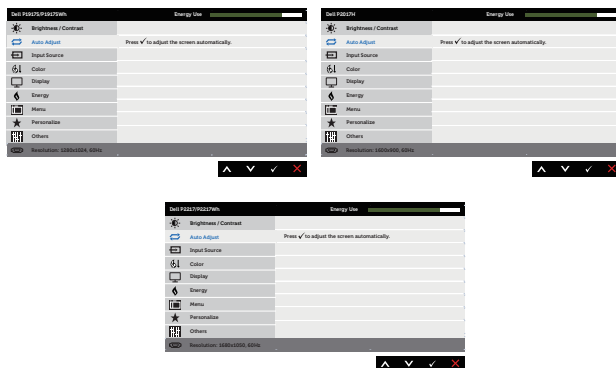 Dell P1917S/P1917SWh Energy Use
Brightness / Contrast
Auto Adjust Press ✓ to adjust the screen automatically.
Input Source
Color
Display
Energy
Menu
Personalize
Others
Resolution: 1280x1024, 60Hz
Dell P2017H Energy Use
Brightness / Contrast
Auto Adjust Press ✓ to adjust the screen automatically.
Input Source
Color
Display
Energy
Menu
Personalize
Others
Resolution: 1600x900, 60Hz
Dell P2217/P2217Wh Energy Use
Brightness / Contrast
Auto Adjust Press ✓ to adjust the screen automatically.
Input Source
Color
Display
Energy
Menu
Personalize
Others
Resolution: 1680x1050, 60Hz